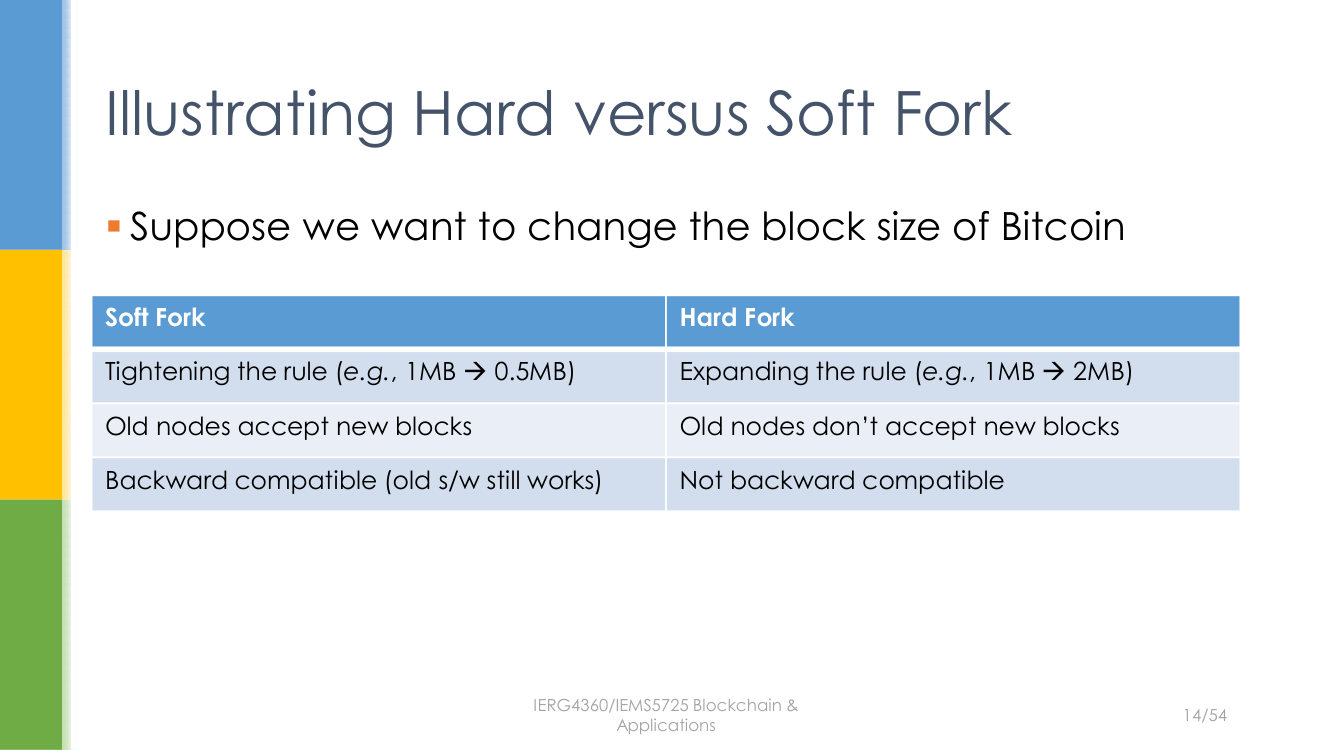 Illustrating Hard versus Soft Fork
▪ Suppose we want to change the block size of Bitcoin
Soft Fork
Hard Fork
Tightening the rule (e.g., 1MB → 0.5MB)
Expanding the rule (e.g., 1MB → 2MB)
Old nodes accept new blocks
Old nodes don’t accept new blocks
Backward compatible (old s/w still works)
Not backward compatible
IERG4360/IEMS5725 Blockchain &
Applications
14/54